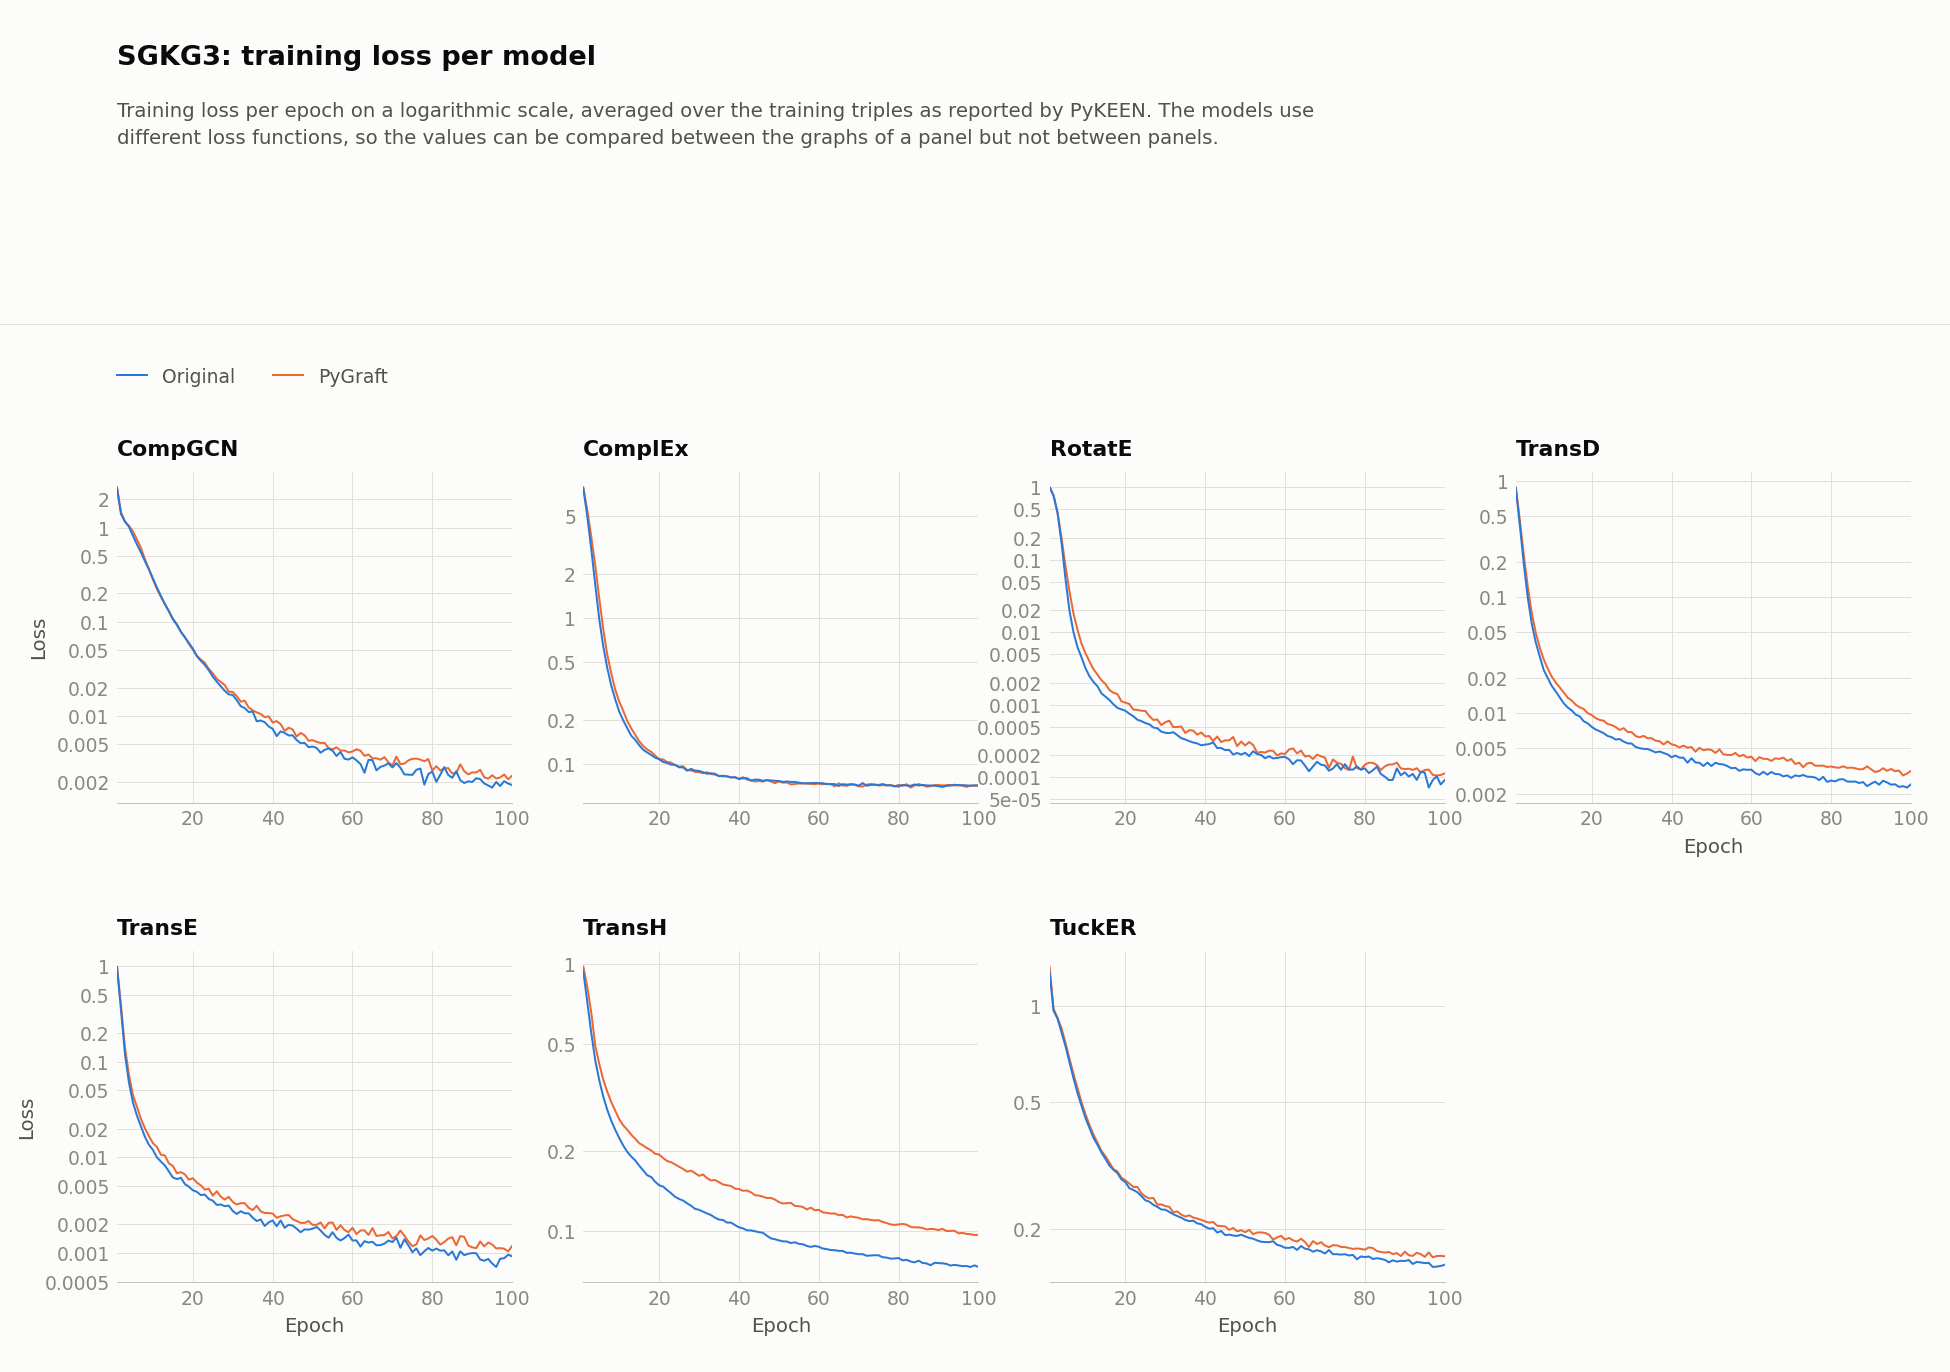 SGKG3: training loss per model
Training loss per epoch on a logarithmic scale, averaged over the training triples as reported by PyKEEN. The models use
different loss functions, so the values can be compared between the graphs of a panel but not between panels.
Original PyGraft
CompGCN
Loss
2
1
0.5
0.2
0.1
0.05
0.02
0.01
0.005
0.002
20 40 60 80 100
ComplEx
5
2
1
0.5
0.2
0.1
20 40 60 80 100
RotatE
1
0.5
0.2
0.1
0.05
0.02
0.01
0.005
0.002
0.001
0.0005
0.0002
0.0001
5e-05
20 40 60 80 100
TransD
1
0.5
0.2
0.1
0.05
0.02
0.01
0.005
0.002
20 40 60 80 100
Epoch
TransE
Loss
1
0.5
0.2
0.1
0.05
0.02
0.01
0.005
0.002
0.001
0.0005
20 40 60 80 100
Epoch
TransH
1
0.5
0.2
0.1
20 40 60 80 100
Epoch
TuckER
1
0.5
0.2
20 40 60 80 100
Epoch